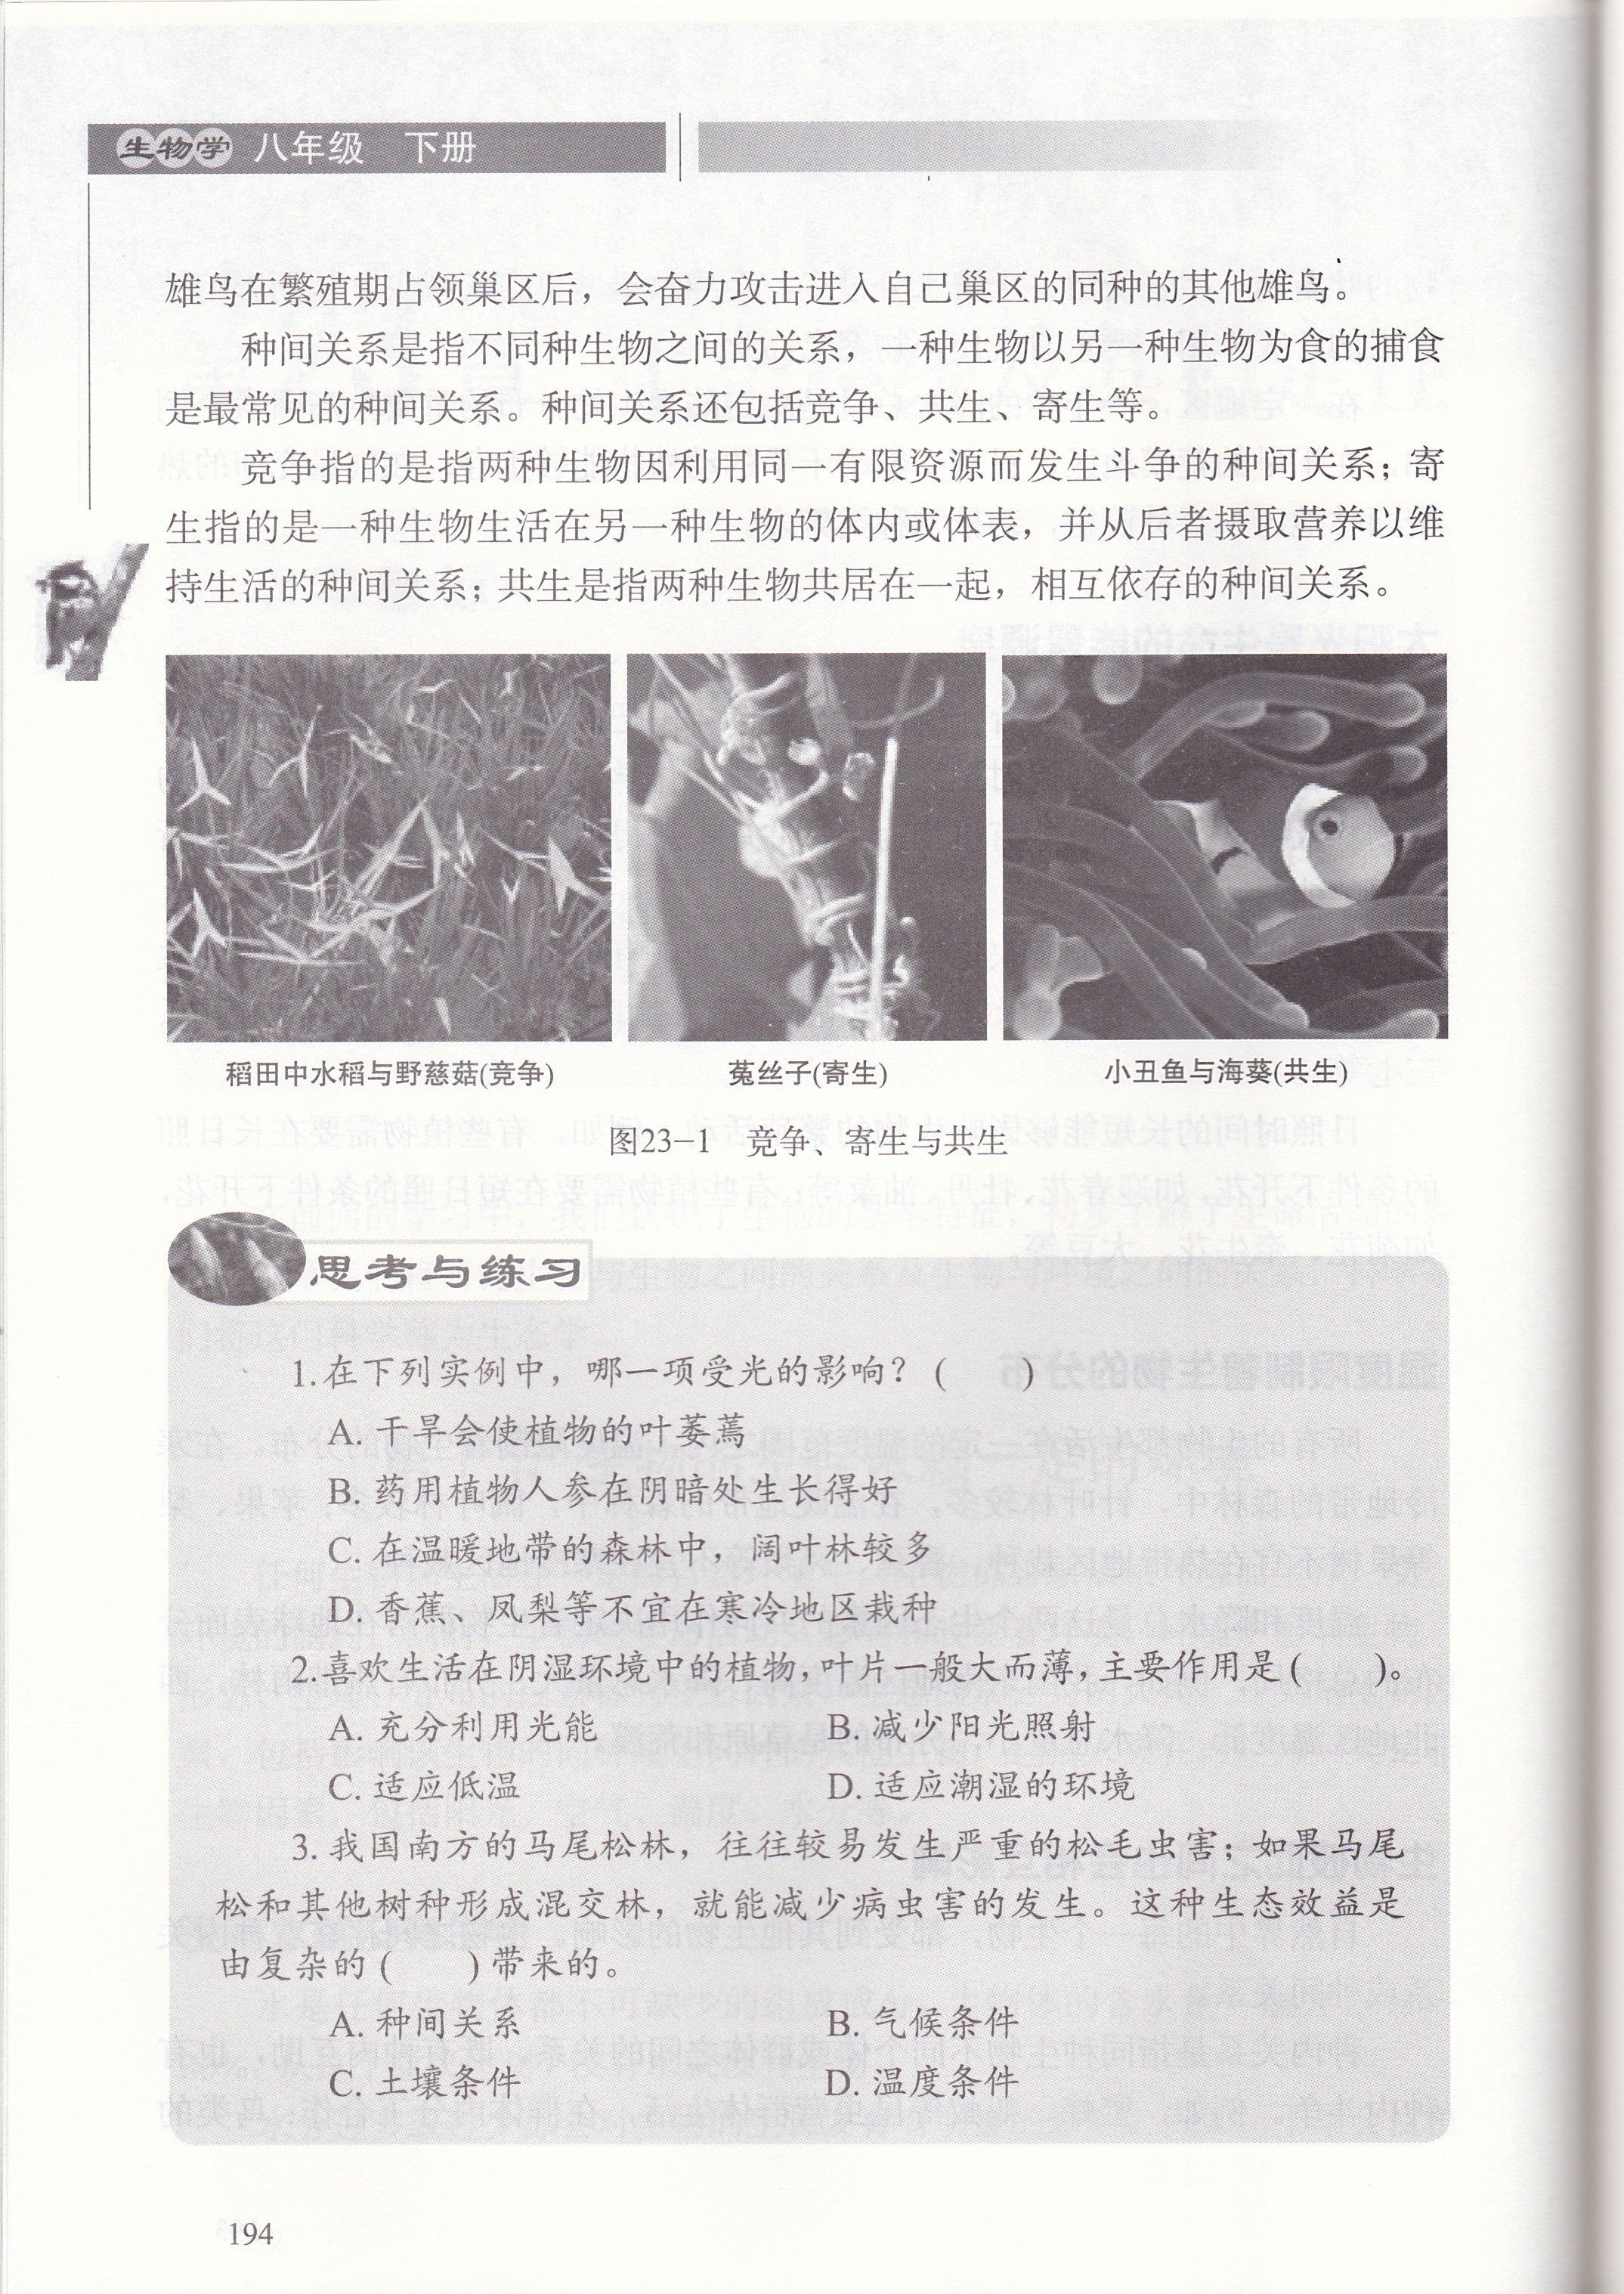 生物学 八年级 下册
雄鸟在繁殖期占领巢区后，会奋力攻击进入自己巢区的同种的其他雄鸟。
种间关系是指不同种生物之间的关系，一种生物以另一种生物为食的捕食
是最常见的种间关系。种间关系还包括竞争、共生、寄生等。
竞争指的是指两种生物因利用同一有限资源而发生斗争的种间关系；寄
生指的是一种生物生活在另一种生物的体内或体表，并从后者摄取营养以维
持生活的种间关系；共生是指两种生物共居在一起，相互依存的种间关系。
稻田中水稻与野慈菇(竞争)
菟丝子(寄生)
小丑鱼与海葵(共生)
图23-1 竞争、寄生与共生
思考与练习
1.在下列实例中，哪一项受光的影响？( )
A. 干旱会使植物的叶萎蔫
B. 药用植物人参在阴暗处生长得好
C. 在温暖地带的森林中，阔叶林较多
D. 香蕉、凤梨等不宜在寒冷地区栽种
2.喜欢生活在阴湿环境中的植物，叶片一般大而薄，主要作用是( )。
A. 充分利用光能 B. 减少阳光照射
C. 适应低温 D. 适应潮湿的环境
3. 我国南方的马尾松林，往往较易发生严重的松毛虫害；如果马尾
松和其他树种形成混交林，就能减少病虫害的发生。这种生态效益是
由复杂的( )带来的。
A. 种间关系 B. 气候条件
C. 土壤条件 D. 温度条件
194